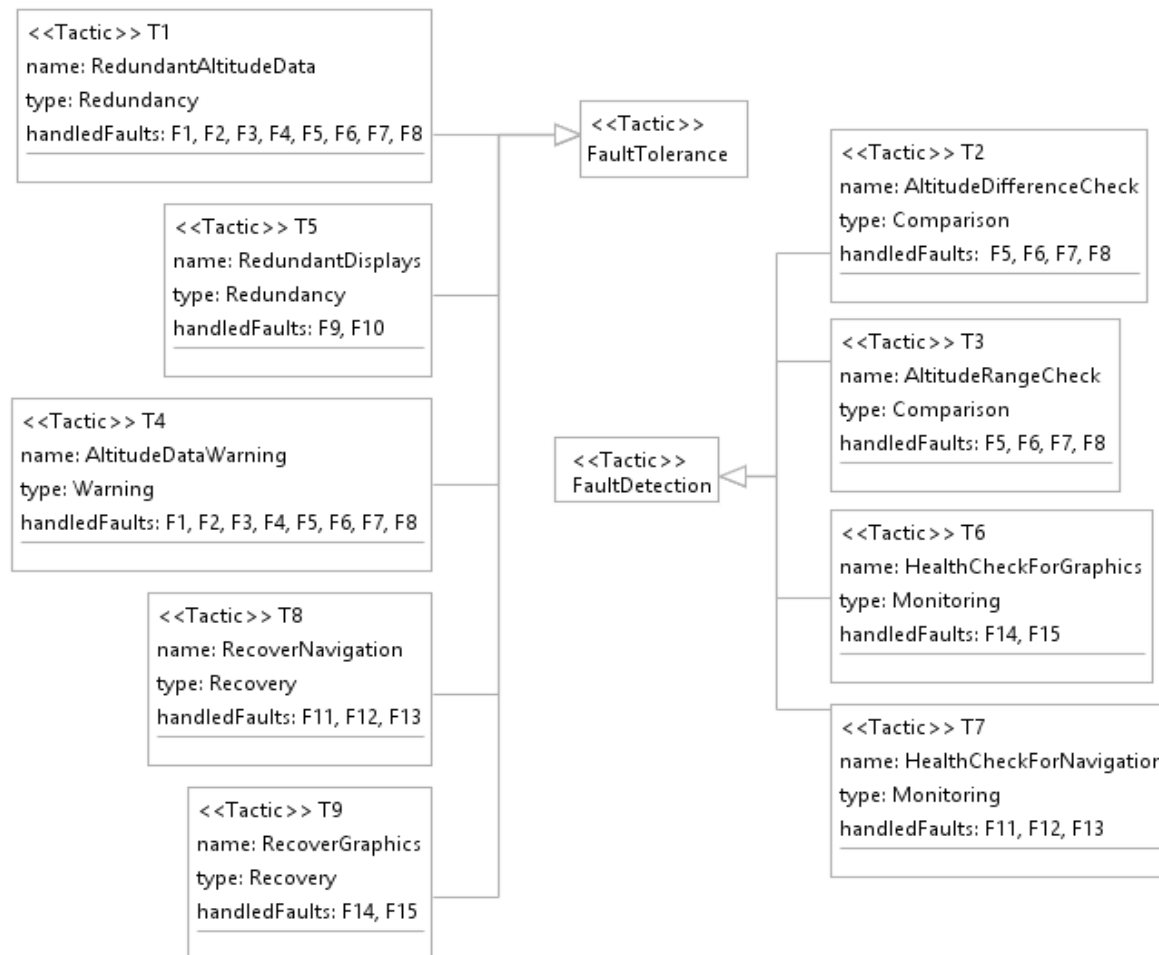 <<Tactic>> T1
name: RedundantAltitudeData
type: Redundancy
handledFaults: F1, F2, F3, F4, F5, F6, F7, F8
<<Tactic>> T5
name: RedundantDisplays
type: Redundancy
handledFaults: F9, F10
<<Tactic>> T4
name: AltitudeDataWarning
type: Warning
handledFaults: F1, F2, F3, F4, F5, F6, F7, F8
<<Tactic>> T8
name: RecoverNavigation
type: Recovery
handledFaults: F11, F12, F13
<<Tactic>> T9
name: RecoverGraphics
type: Recovery
handledFaults: F14, F15
<<Tactic>>
FaultTolerance
<<Tactic>>
FaultDetection
<<Tactic>> T2
name: AltitudeDifferenceCheck
type: Comparison
handledFaults: F5, F6, F7, F8
<<Tactic>> T3
name: AltitudeRangeCheck
type: Comparison
handledFaults: F5, F6, F7, F8
<<Tactic>> T6
name: HealthCheckForGraphics
type: Monitoring
handledFaults: F14, F15
<<Tactic>> T7
name: HealthCheckForNavigation
type: Monitoring
handledFaults: F11, F12, F13